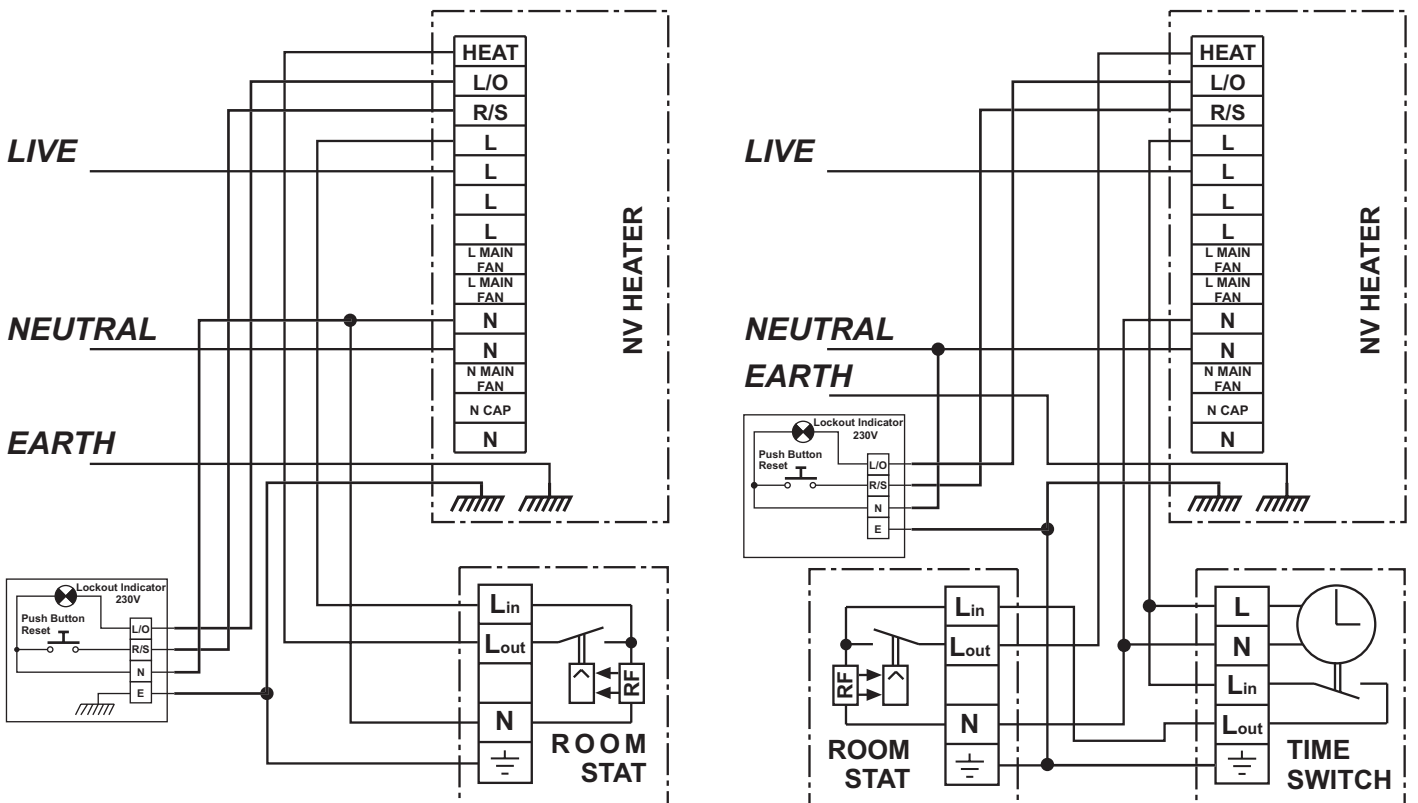 HEAT
L/O
R/S
L
L
L
L
L MAIN
FAN
L MAIN
FAN
N
N
N MAIN
FAN
N CAP
N
NV HEATER
LIVE
NEUTRAL
EARTH
Lockout Indicator
230V
Push Button
Reset
L/O
R/S
N
E
Lin
Lout
N
RF
ROOM
STAT
HEAT
L/O
R/S
L
L
L
L
L MAIN
FAN
L MAIN
FAN
N
N
N MAIN
FAN
N CAP
N
NV HEATER
LIVE
NEUTRAL
EARTH
Lockout Indicator
230V
Push Button
Reset
L/O
R/S
N
E
RF
Lin
Lout
N
ROOM
STAT
L
N
Lin
Lout
TIME
SWITCH